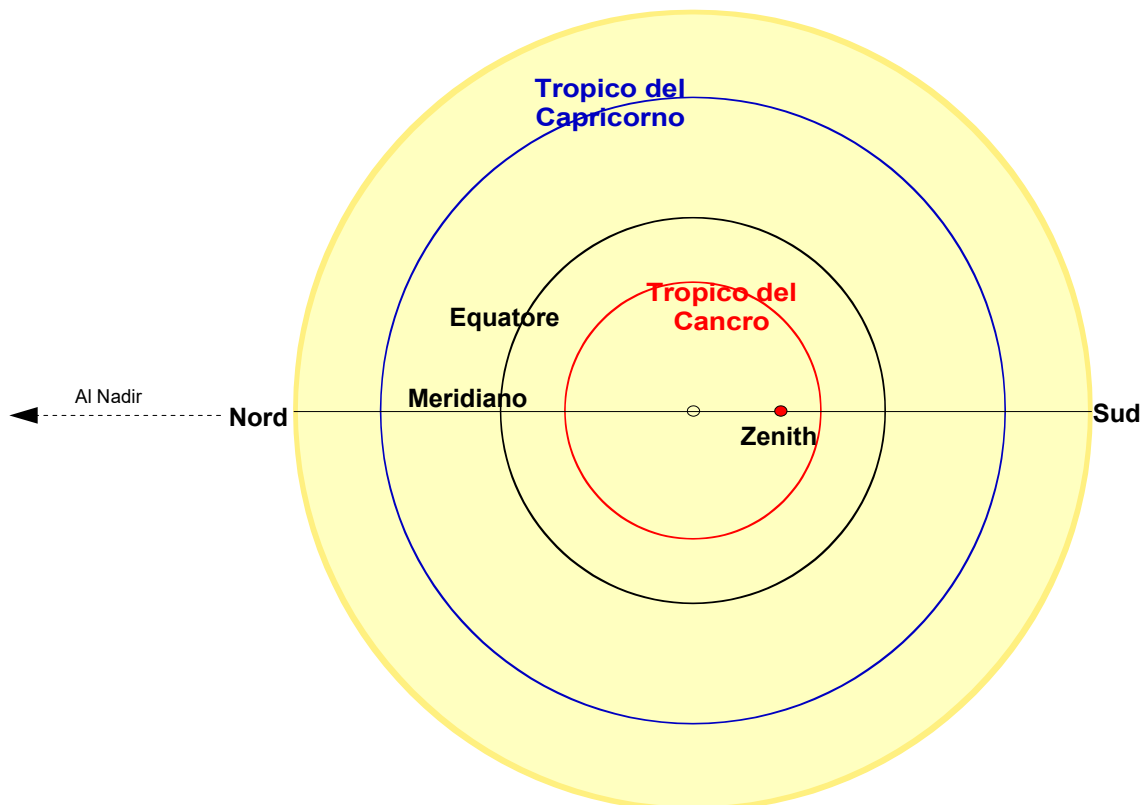 Tropico del
Capricorno
Tropico del
Cancro
Equatore
Al Nadir
Meridiano
Nord
Sud
Zenith